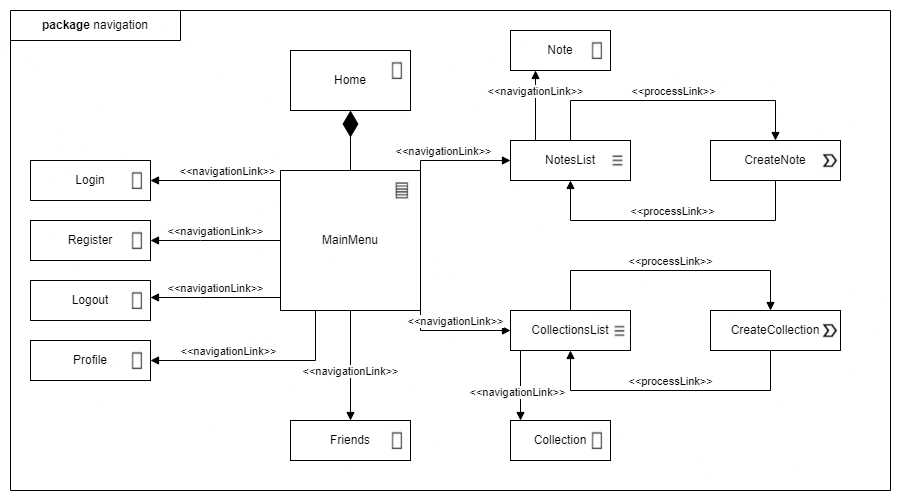 package navigation
Note
Home
<<navigationLink>>
<<processLink>>
<<navigationLink>>
NotesList
CreateNote
<<navigationLink>>
Login
<<processLink>>
<<navigationLink>>
Register
MainMenu
<<processLink>>
<<navigationLink>>
Logout
<<navigationLink>>
CollectionsList
CreateCollection
<<navigationLink>>
Profile
<<navigationLink>>
<<processLink>>
<<navigationLink>>
Friends
Collection